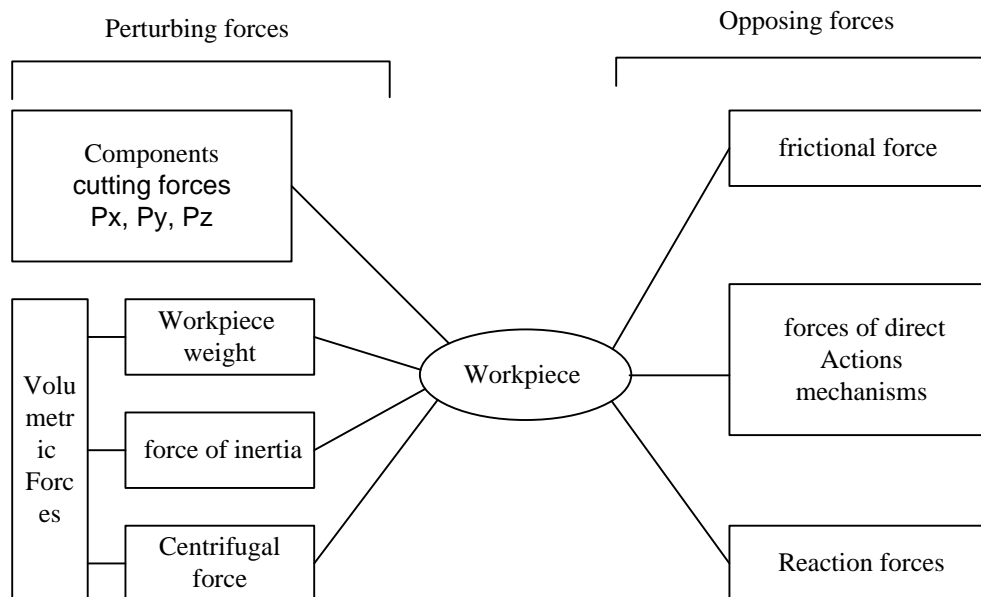 Perturbing forces
Opposing forces
Components
cutting forces
Px, Py, Pz
Volu
metr
ic
Forc
es
Workpiece
weight
force of inertia
Centrifugal
force
Workpiece
frictional force
forces of direct
Actions
mechanisms
Reaction forces